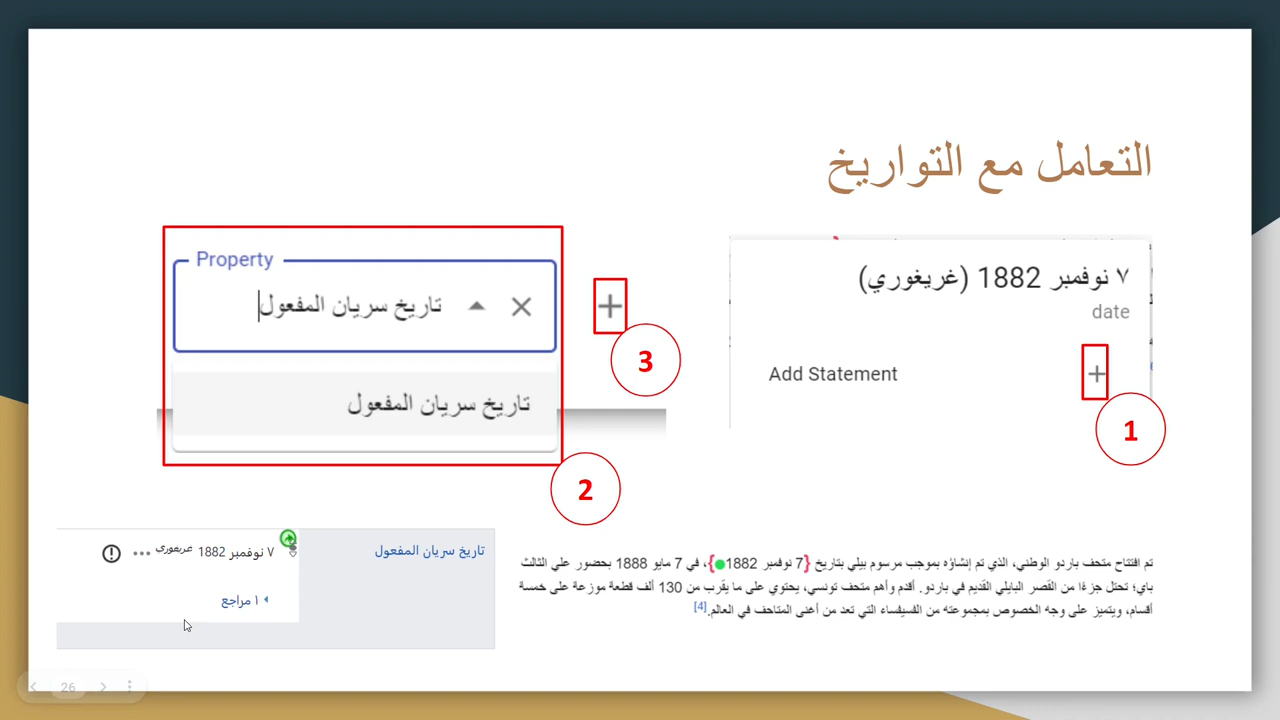 التعامل مع التواريخ
٧ نوفمبر 1882 (غريغوري)
date
Add Statement
1
Property
تاريخ سريان المفعول
تاريخ سريان المفعول
3
2
تم افتتاح متحف باردو الوطني، الذي تم إنشاؤه بموجب مرسوم بيلي بتاريخ {7 نوفمبر 1882}، في 7 مايو 1888 بحضور علي الثالث
باي؛ تحتل جزءًا من القصر البايلي القديم في باردو. أقدم وأهم متحف تونسي، يحتوي على ما يقرب من 130 ألف قطعة موزعة على خمسة
أقسام، ويتميز على وجه الخصوص بمجموعته من الفسيفساء التي تعد من أغنى المتاحف في العالم.[4]
تاريخ سريان المفعول
٧ نوفمبر 1882 غريغوري
١ مراجع
26